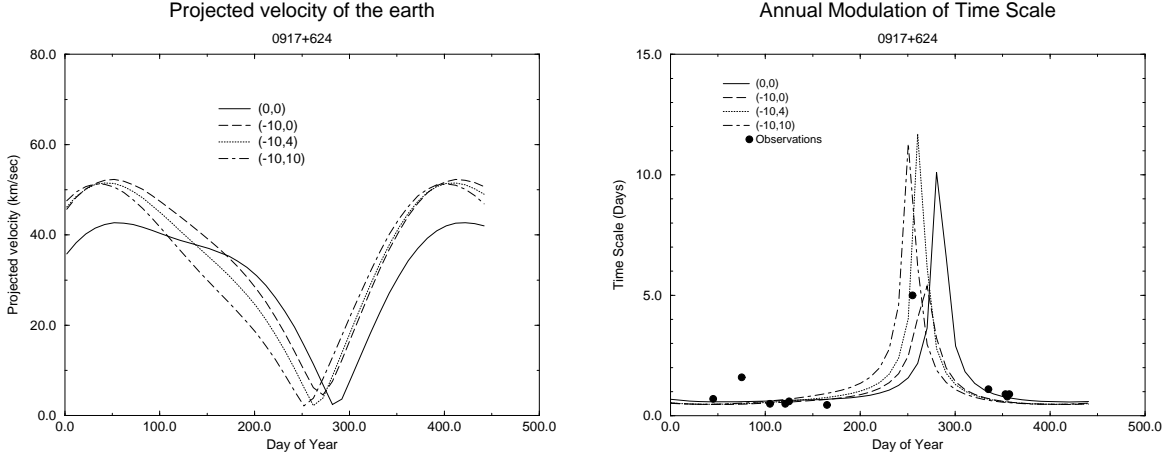 Projected velocity of the earth
0917+624
80.0
60.0
40.0
20.0
0.0
Projected velocity (km/sec)
(0,0)
(-10,0)
(-10,4)
(-10,10)
0.0 100.0 200.0 300.0 400.0 500.0
Day of Year
Annual Modulation of Time Scale
0917+624
15.0
10.0
5.0
0.0
Time Scale (Days)
(0,0)
(-10,0)
(-10,4)
(-10,10)
Observations
0.0 100.0 200.0 300.0 400.0 500.0
Day of Year